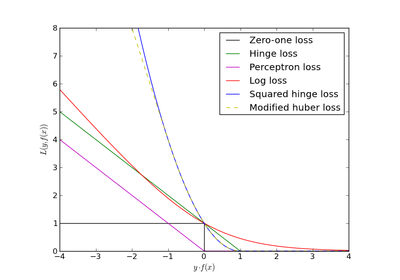 8
7
6
5
4
3
2
1
0
L(y, f(x))
Zero-one loss
Hinge loss
Perceptron loss
Log loss
Squared hinge loss
Modified huber loss
−4 −3 −2 −1 0 1 2 3 4
y·f(x)